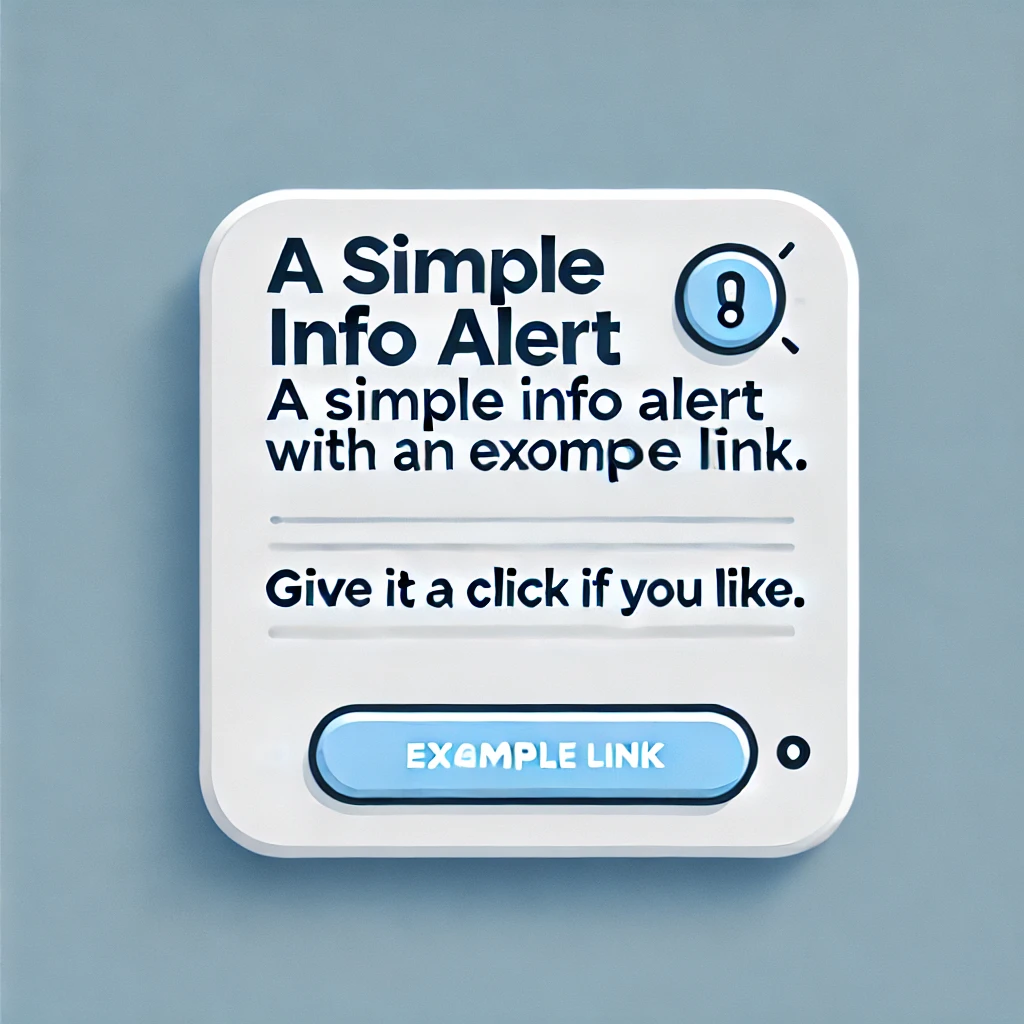 A Simple
Info Alert
A simple info alert
with an exompe link.
Give it a click if you like.
EXAMPLE LINK